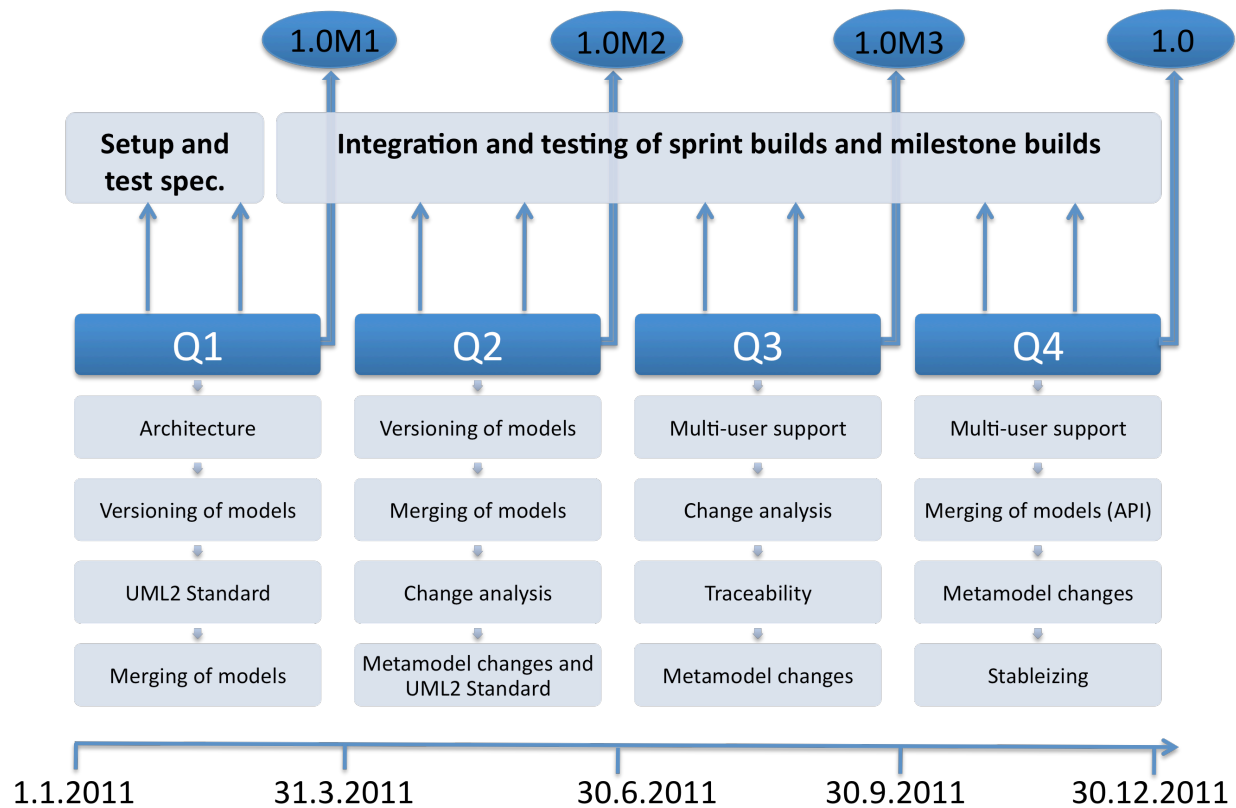 1.0M1
1.0M2
1.0M3
1.0
Setup and
test spec.
Integration and testing of sprint builds and milestone builds
Q1
Q2
Q3
Q4
Architecture
Versioning of models
Multi-user support
Multi-user support
Versioning of models
Merging of models
Change analysis
Merging of models (API)
UML2 Standard
Change analysis
Traceability
Metamodel changes
Merging of models
Metamodel changes and
UML2 Standard
Metamodel changes
Stableizing
1.1.2011
31.3.2011
30.6.2011
30.9.2011
30.12.2011